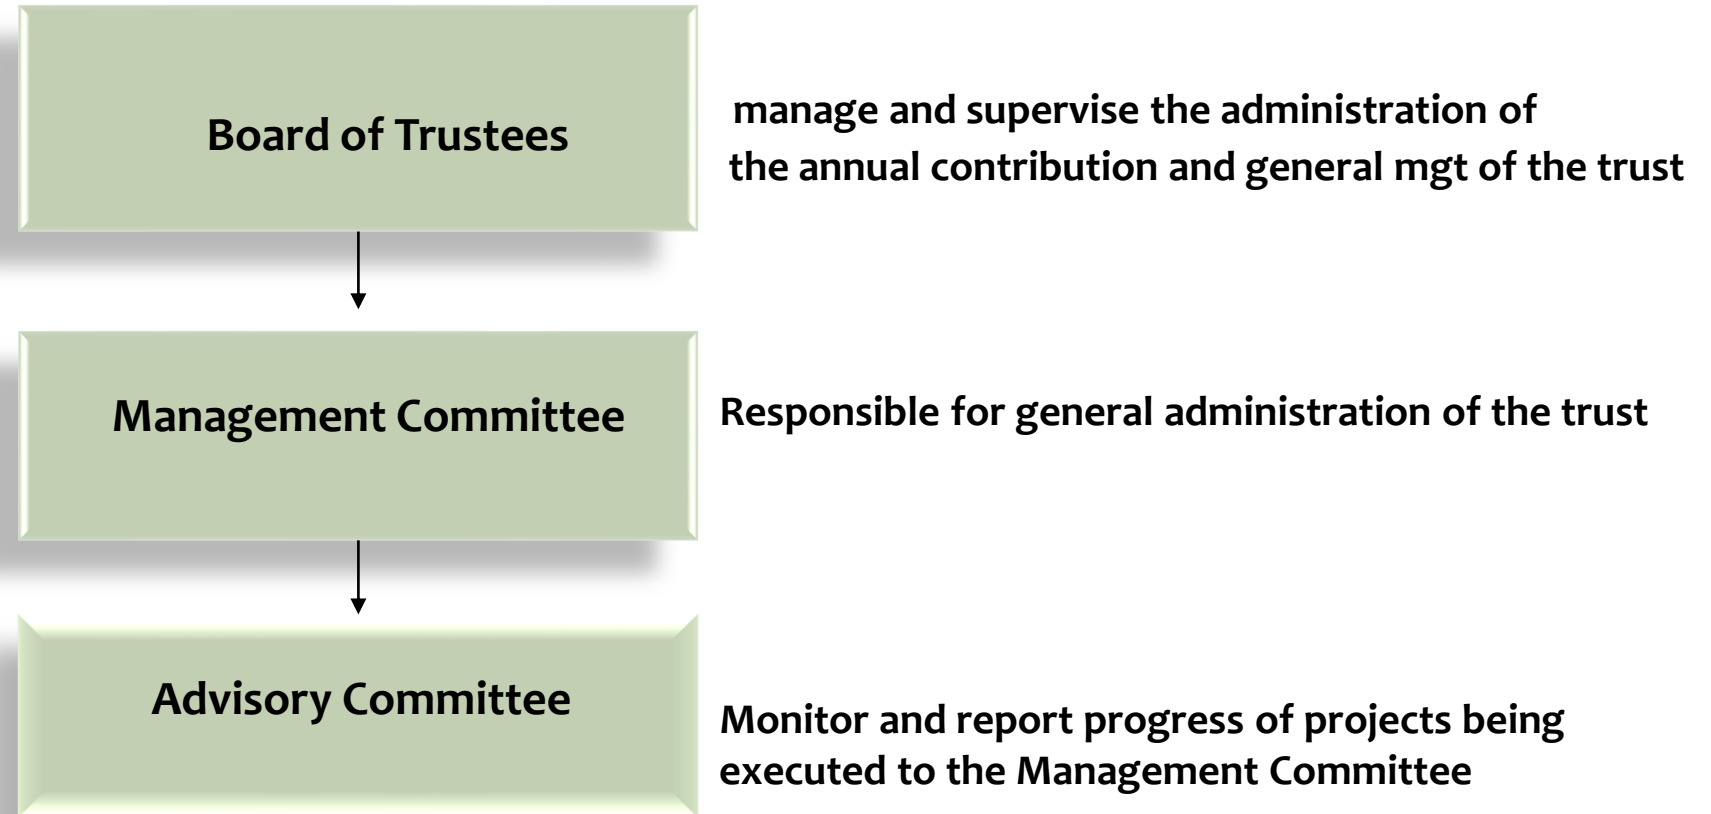 Board of Trustees
manage and supervise the administration of
the annual contribution and general mgt of the trust
Management Committee
Responsible for general administration of the trust
Advisory Committee
Monitor and report progress of projects being
executed to the Management Committee